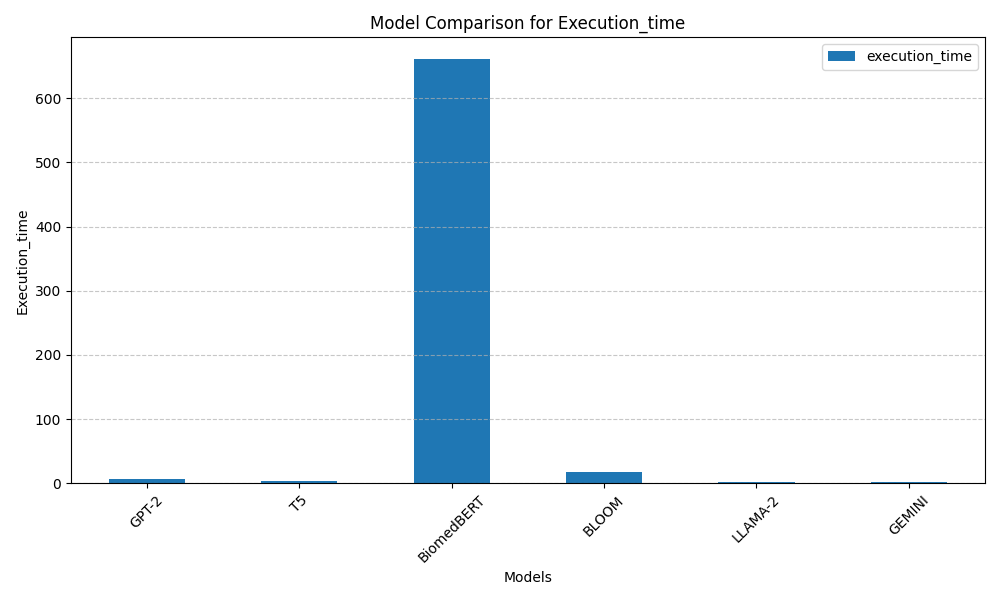 Model Comparison for Execution_time
execution_time
600
500
400
300
200
100
0
Execution_time
GPT-2
T5
BiomedBERT
BLOOM
LLAMA-2
GEMINI
Models